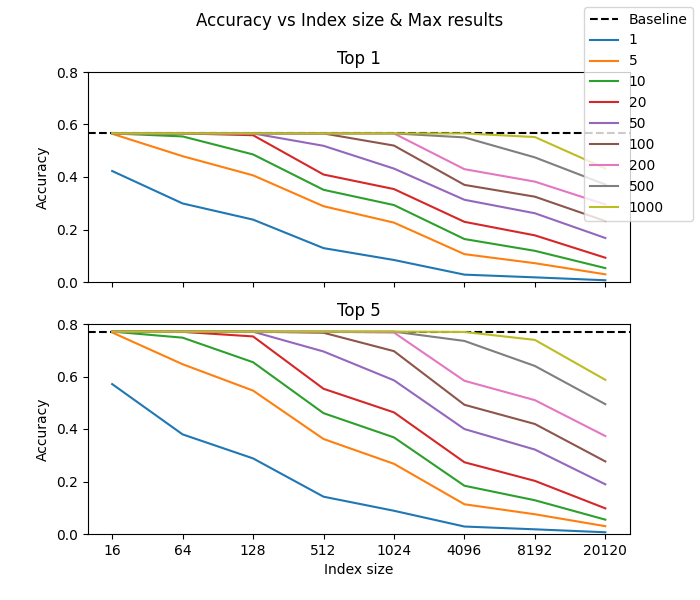 Accuracy vs Index size & Max results
Baseline
1
5
10
20
50
100
200
500
1000
Top 1
0.8
0.6
0.4
0.2
0.0
Accuracy
Top 5
0.8
0.6
0.4
0.2
0.0
Accuracy
16 64 128 512 1024 4096 8192 20120
Index size